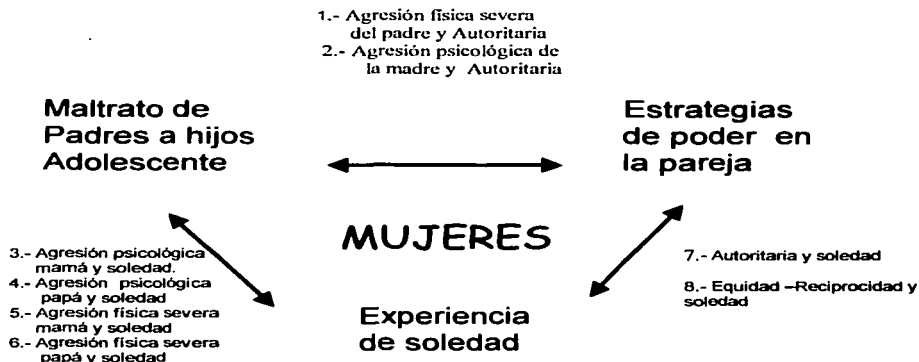 1.- Agresión física severa
del padre y Autoritaria
2.- Agresión psicológica de
la madre y Autoritaria
Maltrato de
Padres a hijos
Adolescente
Estrategias
de poder en
la pareja
MUJERES
3.- Agresión psicológica
mamá y soledad.
4.- Agresión psicológica
papá y soledad
5.- Agresión física severa
mamá y soledad
6.- Agresión física severa
papá y soledad
7.- Autoritaria y soledad
8.- Equidad –Reciprocidad y
soledad
Experiencia
de soledad